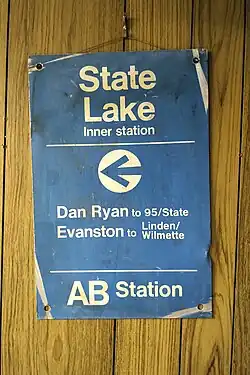 State
Lake
Inner station
Dan Ryan to 95/State
Evanston to Linden/
Wilmette
AB Station